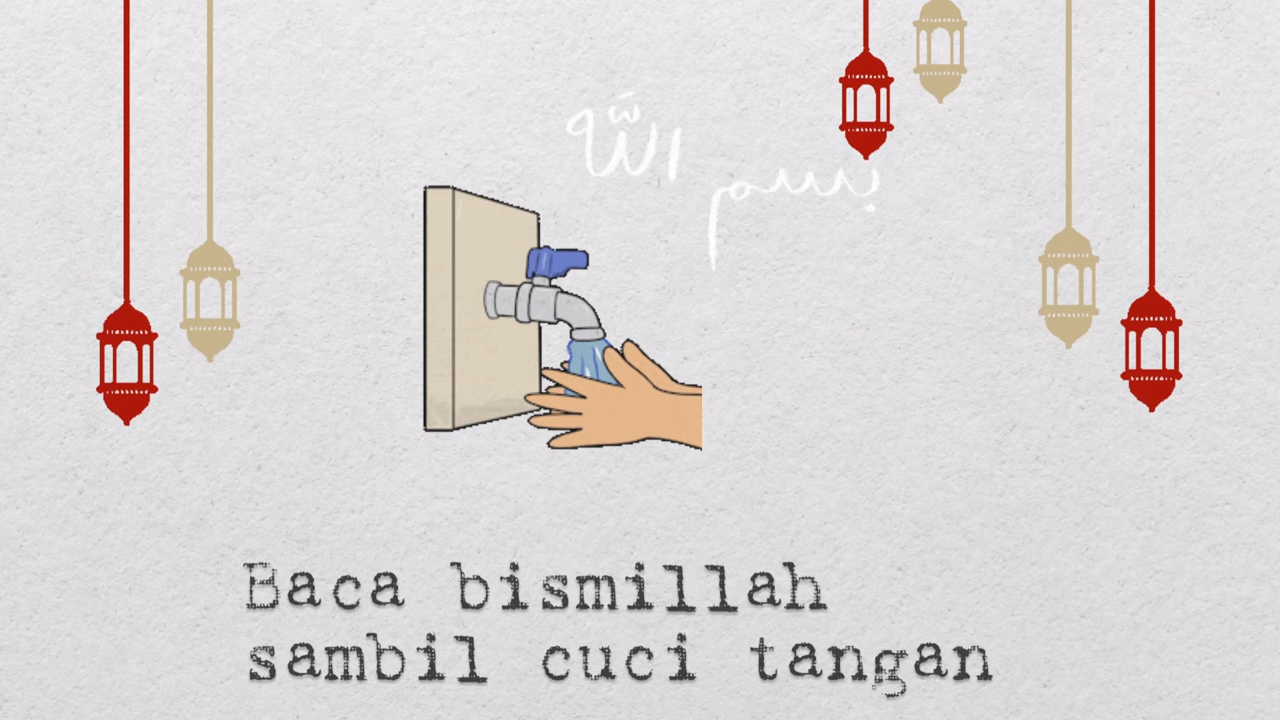 بسم الله
Baca bismillah
sambil cuci tangan